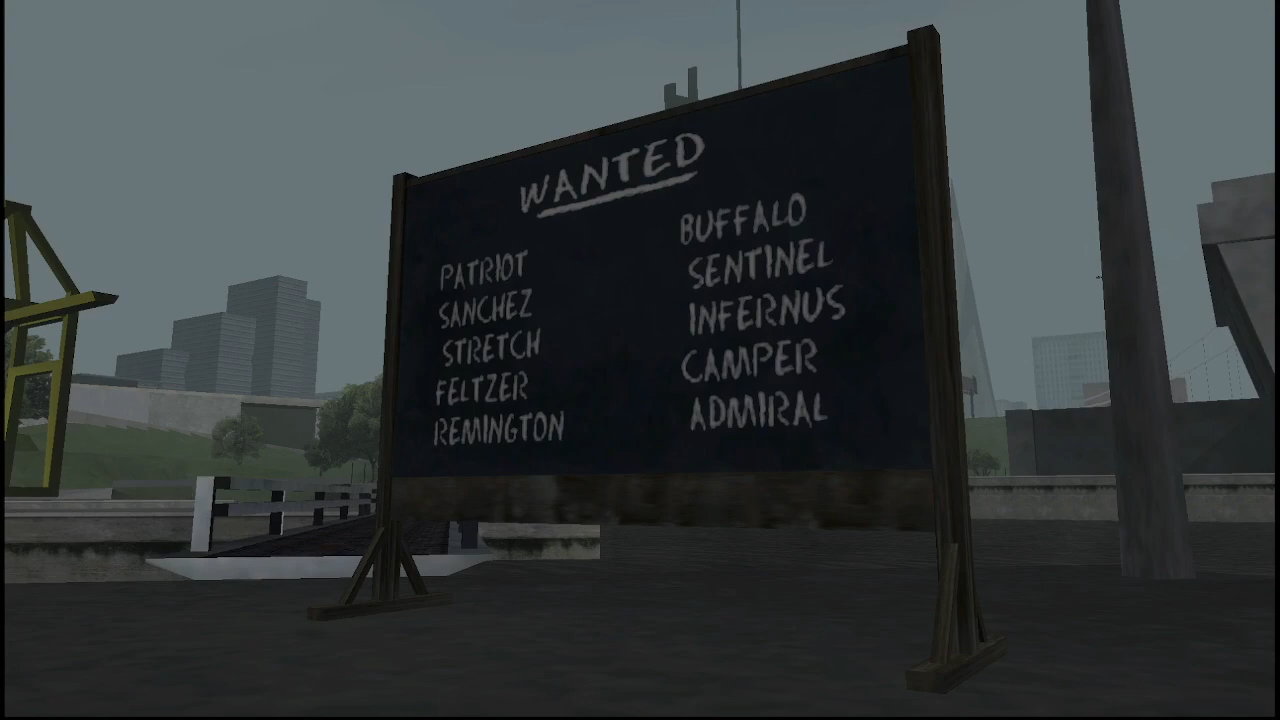 WANTED
PATRIOT
SANCHEZ
STRETCH
FELTZER
REMINGTON
BUFFALO
SENTINEL
INFERNUS
CAMPER
ADMIRAL